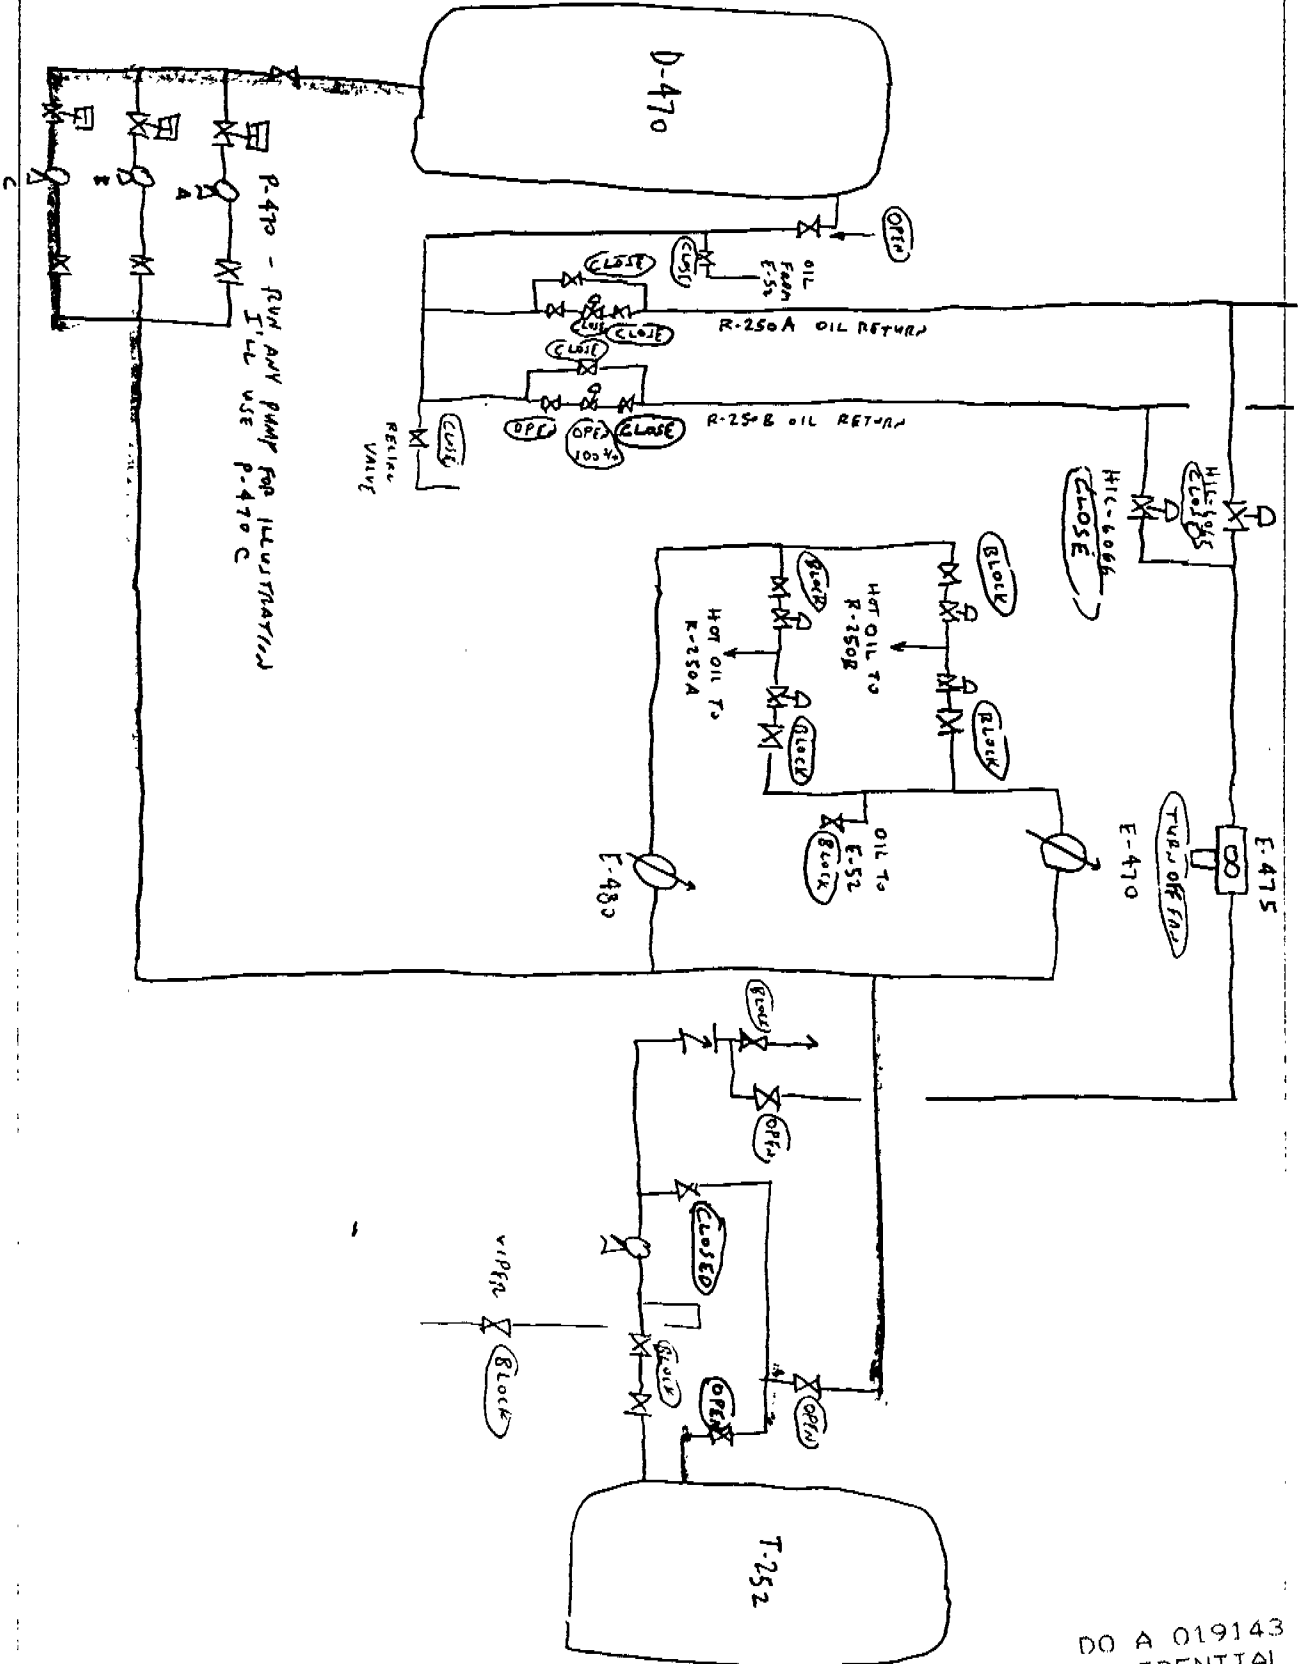 D-470
P-470 - RUN ANY PUMP FOR ILLUSTRATION
I'LL USE P-470 C
A
B
C
OPEN
CLOSE
OIL
FROM
E-52
CLOSE
CLOSE
CLOSE
R-250A OIL RETURN
CLOSE
OPEN
OPEN
100%
CLOSE
R-250B OIL RETURN
CLOSE
VALVE
HIC-6065
CLOSE
HIC-6066
CLOSE
BLOCK
HOT OIL TO
R-250B
BLOCK
BLOCK
HOT OIL TO
R-250A
BLOCK
OIL TO
E-52
BLOCK
E-475
TURN OFF FAN
E-470
E-480
BLOCK
OPEN
CLOSED
VIPER
BLOCK
BLOCK
OPEN
OPEN
T-252
DO A 019143